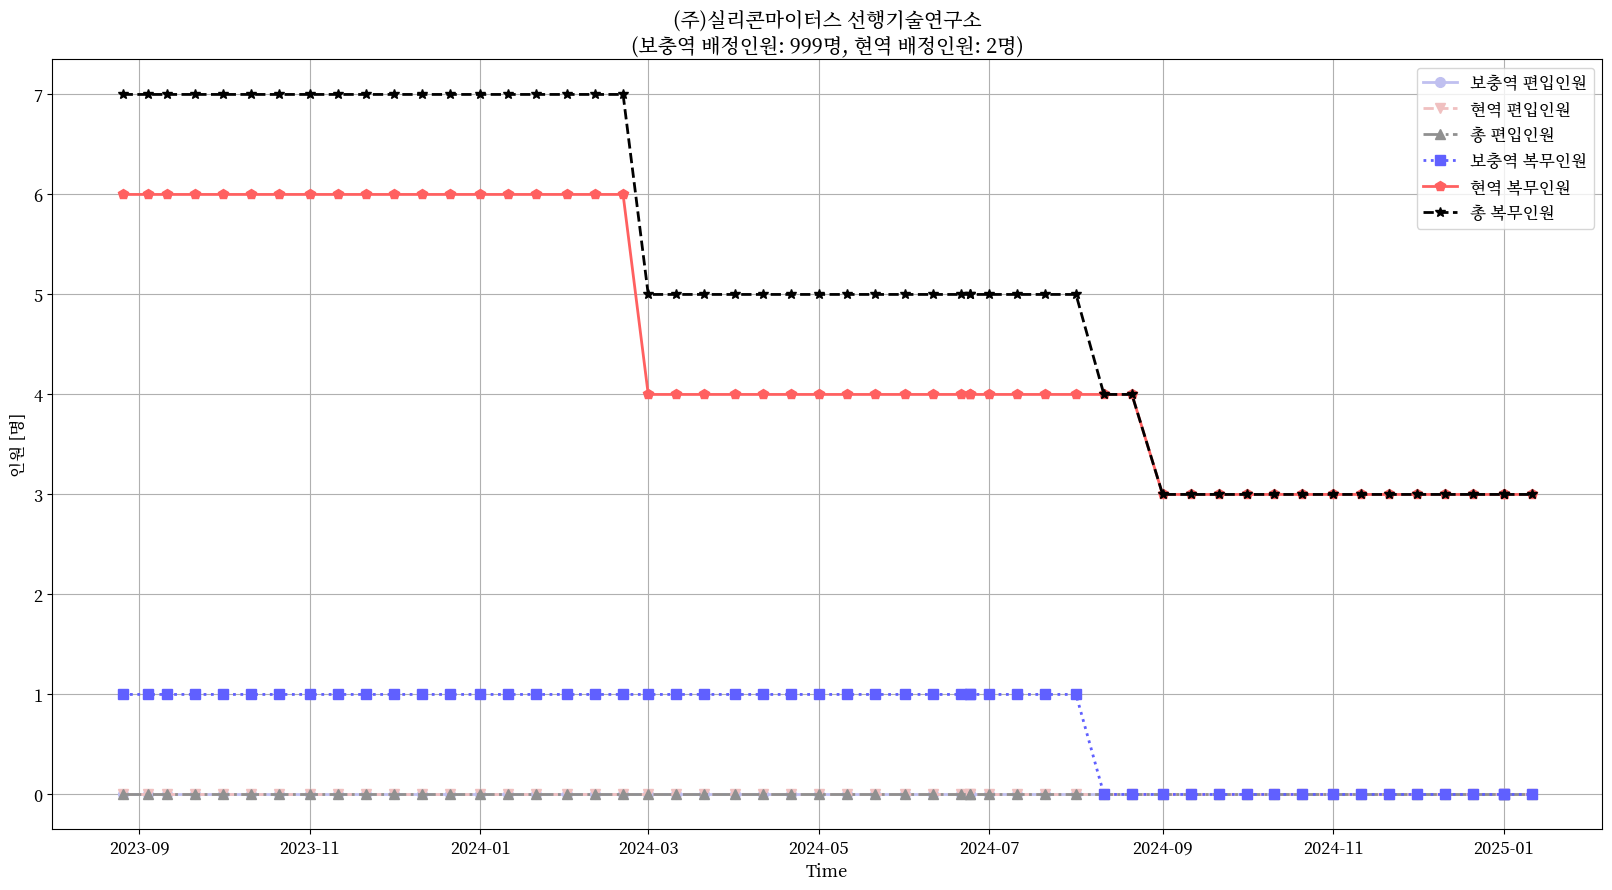 (주)실리콘마이터스 선행기술연구소
(보충역 배정인원: 999명, 현역 배정인원: 2명)
보충역 편입인원
현역 편입인원
총 편입인원
보충역 복무인원
현역 복무인원
총 복무인원
인원 [명]
7
6
5
4
3
2
1
0
2023-09
2023-11
2024-01
2024-03
2024-05
2024-07
2024-09
2024-11
2025-01
Time